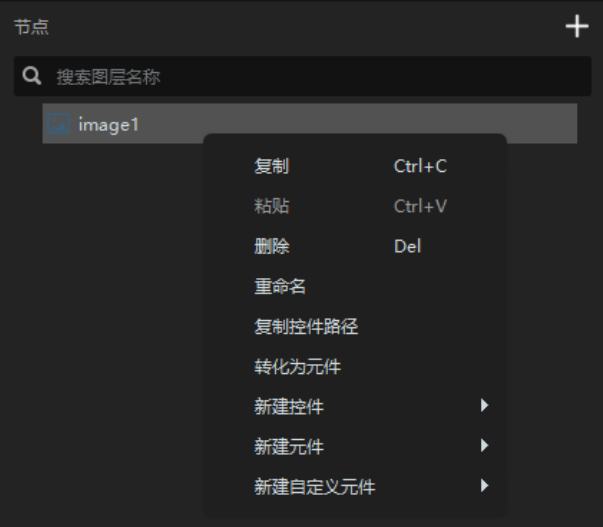 节点
搜索图层名称
image1
复制 Ctrl+C
粘贴 Ctrl+V
删除 Del
重命名
复制控件路径
转化为元件
新建控件
新建元件
新建自定义元件